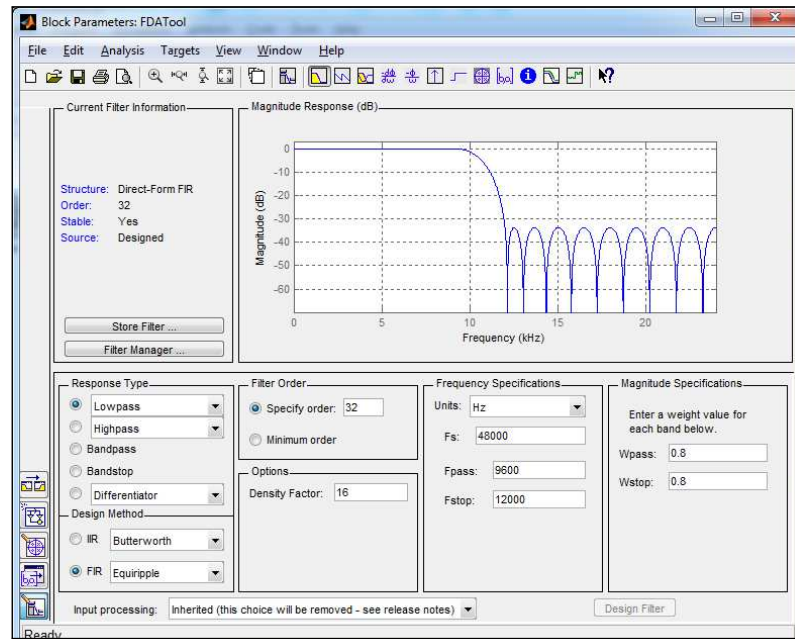 Block Parameters: FDATool
File Edit Analysis Targets View Window Help
Current Filter Information
Structure: Direct-Form FIR
Order: 32
Stable: Yes
Source: Designed
Store Filter ...
Filter Manager ...
Magnitude Response (dB)
Magnitude (dB)
0
-10
-20
-30
-40
-50
-60
0 5 10 15 20
Frequency (kHz)
Response Type
Lowpass
Highpass
Bandpass
Bandstop
Differentiator
Design Method
IIR Butterworth
FIR Equiripple
Filter Order
Specify order: 32
Minimum order
Options
Density Factor: 16
Frequency Specifications
Units: Hz
Fs: 48000
Fpass: 9600
Fstop: 12000
Magnitude Specifications
Enter a weight value for
each band below.
Wpass: 0.8
Wstop: 0.8
Input processing: Inherited (this choice will be removed - see release notes)
Design Filter
Ready